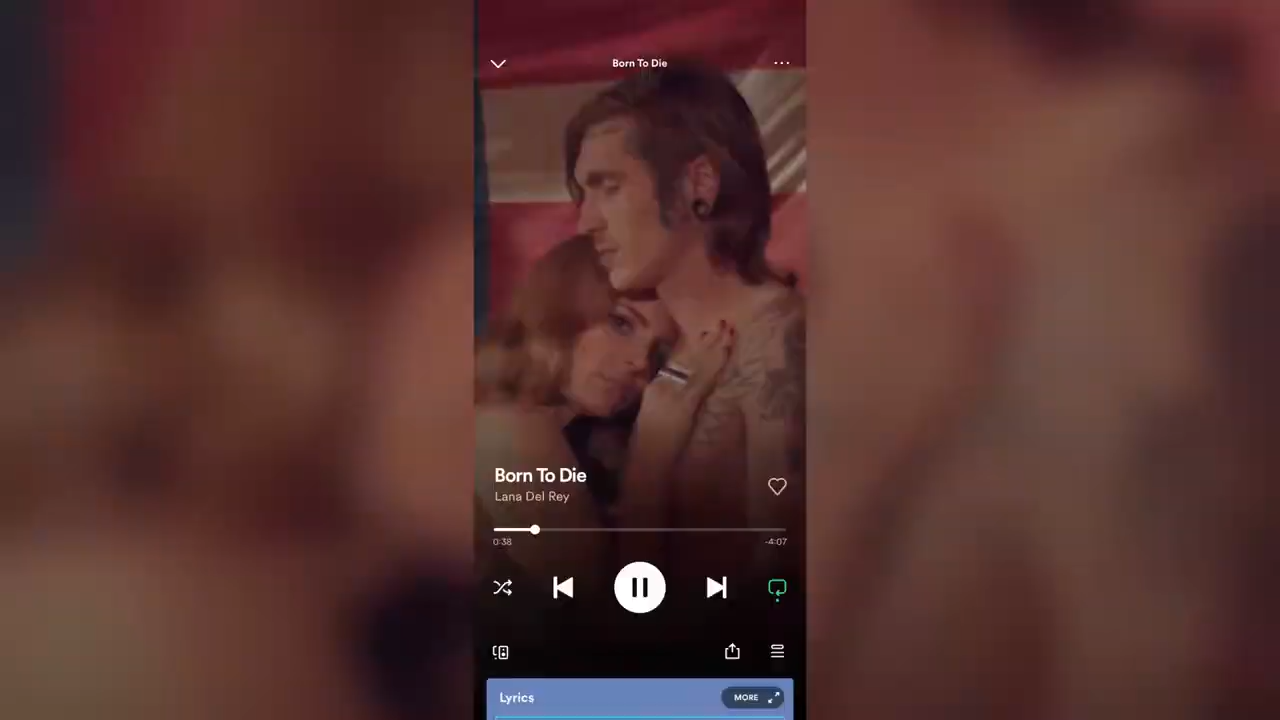 Born To Die
Born To Die
Lana Del Rey
0:38 -4:07
Lyrics MORE